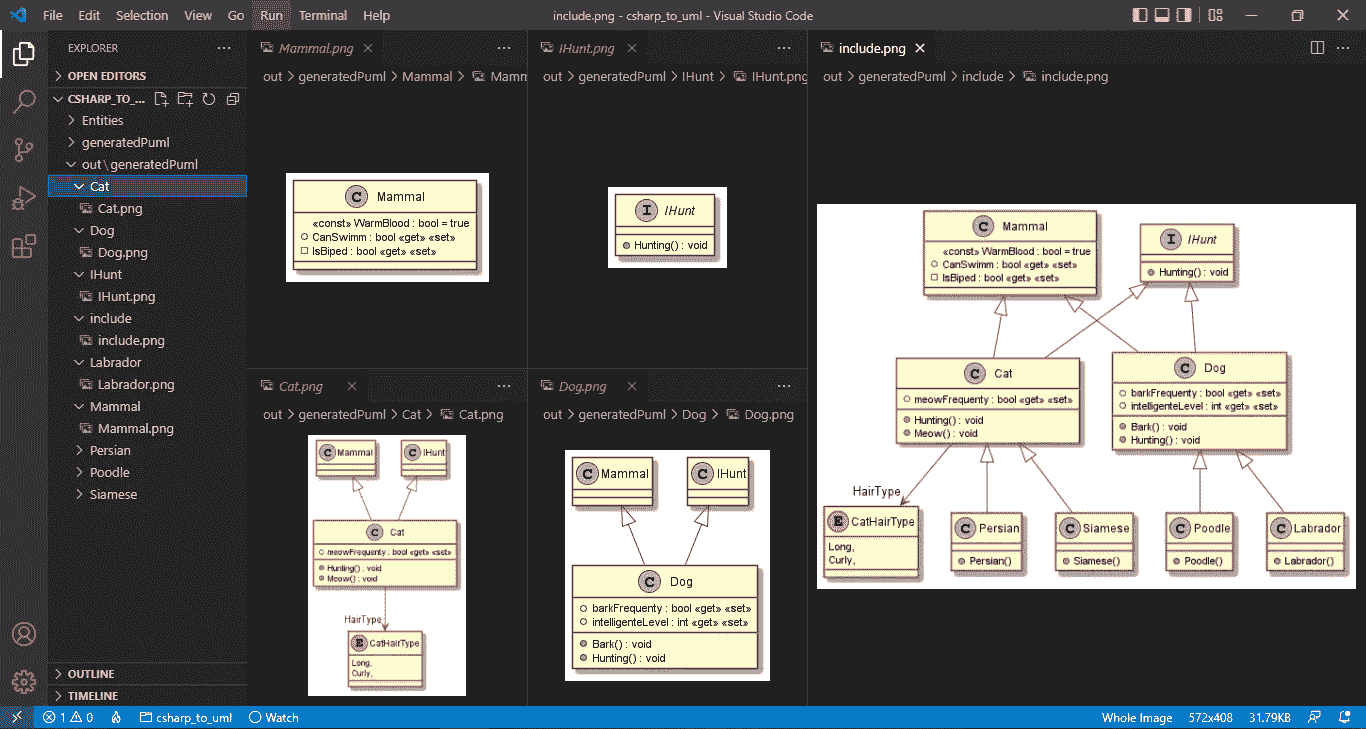 File Edit Selection View Go Run Terminal Help
include.png - csharp_to_uml - Visual Studio Code
EXPLORER
OPEN EDITORS
CSHARP_TO_...
Entities
generatedPuml
out\generatedPuml
Cat
Cat.png
Dog
Dog.png
IHunt
IHunt.png
include
include.png
Labrador
Labrador.png
Mammal
Mammal.png
Persian
Poodle
Siamese
OUTLINE
TIMELINE
Mammal.png
out > generatedPuml > Mammal > Mamm
C Mammal
«const» WarmBlood : bool = true
CanSwimm : bool «get» «set»
IsBiped : bool «get» «set»
IHunt.png
out > generatedPuml > IHunt > IHunt.png
I IHunt
Hunting() : void
Cat.png
out > generatedPuml > Cat > Cat.png
C Mammal
C IHunt
C Cat
meowFrequenty : bool «get» «set»
Hunting() : void
Meow() : void
HairType
E CatHairType
Long,
Curly,
Dog.png
out > generatedPuml > Dog > Dog.png
C Mammal
C IHunt
C Dog
barkFrequenty : bool «get» «set»
intelligenteLevel : int «get» «set»
Bark() : void
Hunting() : void
include.png
out > generatedPuml > include > include.png
C Mammal
«const» WarmBlood : bool = true
CanSwimm : bool «get» «set»
IsBiped : bool «get» «set»
I IHunt
Hunting() : void
C Cat
meowFrequenty : bool «get» «set»
Hunting() : void
Meow() : void
C Dog
barkFrequenty : bool «get» «set»
intelligenteLevel : int «get» «set»
Bark() : void
Hunting() : void
HairType
E CatHairType
Long,
Curly,
C Persian
Persian()
C Siamese
Siamese()
C Poodle
Poodle()
C Labrador
Labrador()
1 0 csharp_to_uml Watch
Whole Image 572x408 31.79KB